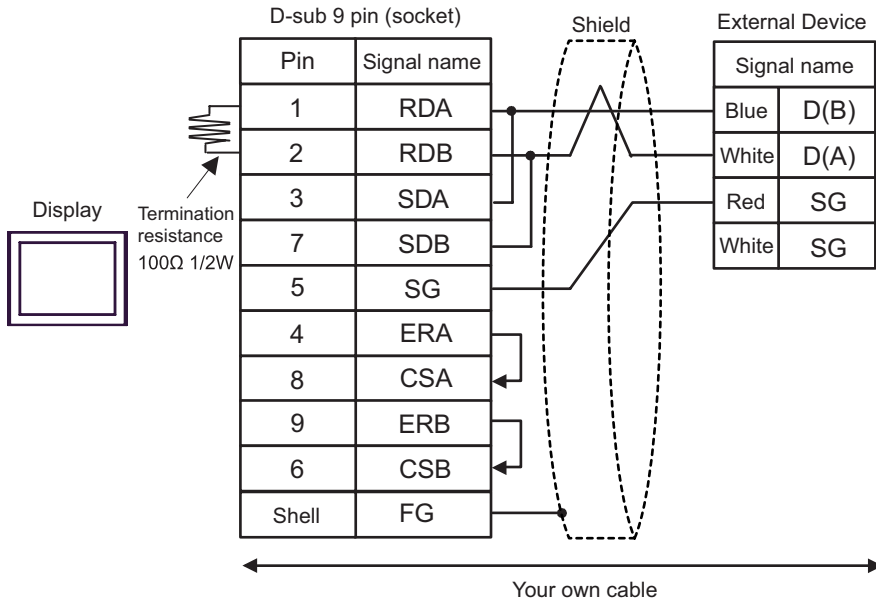 D-sub 9 pin (socket)
Shield
External Device
Pin Signal name
Signal name
1 RDA
Blue D(B)
2 RDB
White D(A)
3 SDA
Red SG
7 SDB
White SG
5 SG
4 ERA
8 CSA
9 ERB
6 CSB
Shell FG
Display
Termination
resistance
100Ω 1/2W
Your own cable